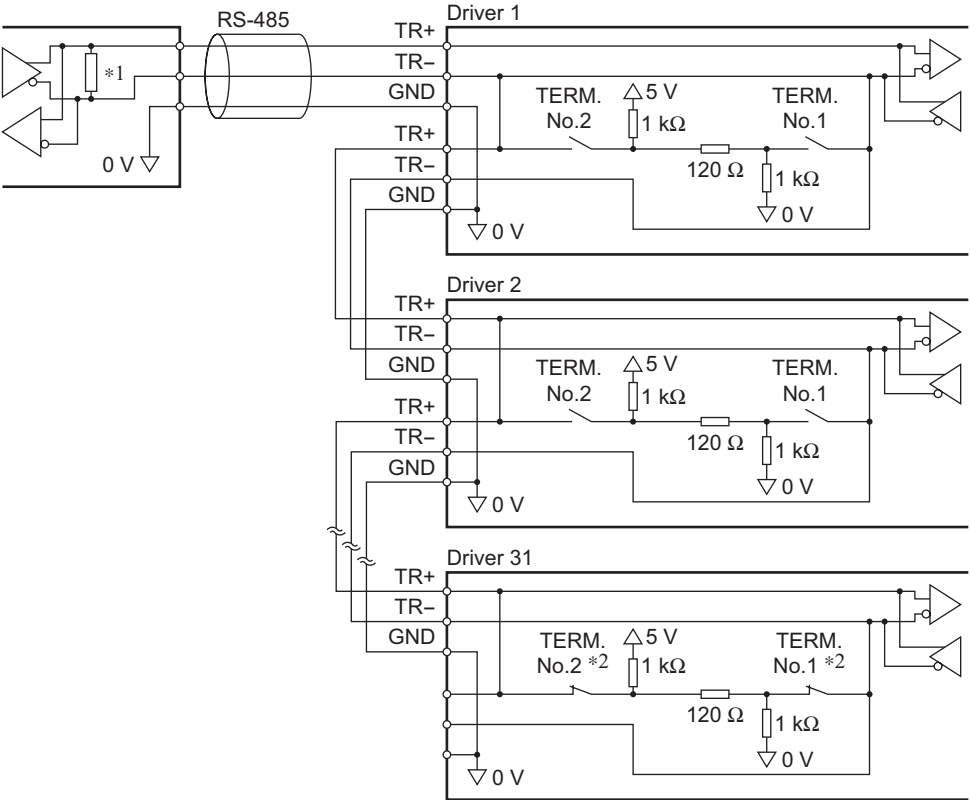 RS-485
*1
0 V
Driver 1
TR+
TR−
GND
TR+
TR−
GND
TERM.
No.2
5 V
1 kΩ
120 Ω
TERM.
No.1
1 kΩ
0 V
0 V
Driver 2
TR+
TR−
GND
TR+
TR−
GND
TERM.
No.2
5 V
1 kΩ
120 Ω
TERM.
No.1
1 kΩ
0 V
0 V
Driver 31
TR+
TR−
GND
TERM.
No.2 *2
5 V
1 kΩ
120 Ω
TERM.
No.1 *2
1 kΩ
0 V
0 V